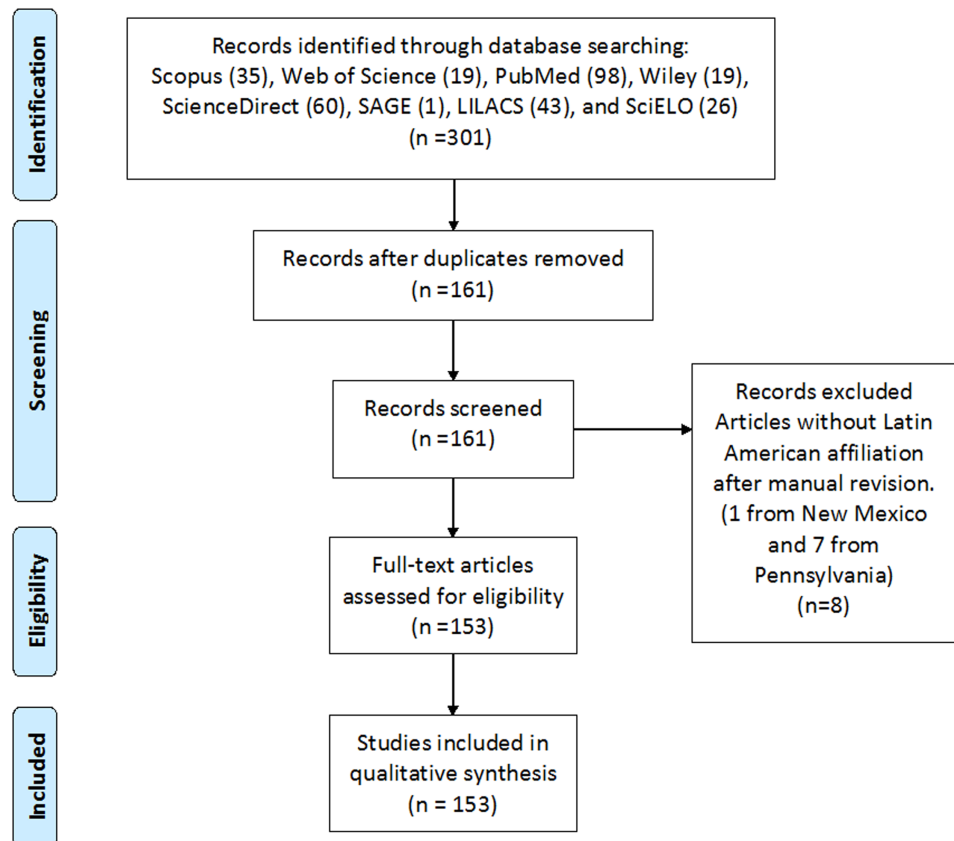 Identification
Records identified through database searching:
Scopus (35), Web of Science (19), PubMed (98), Wiley (19),
ScienceDirect (60), SAGE (1), LILACS (43), and SciELO (26)
(n =301)
Screening
Records after duplicates removed
(n =161)
Records screened
(n =161)
Records excluded
Articles without Latin
American affiliation
after manual revision.
(1 from New Mexico
and 7 from
Pennsylvania)
(n=8)
Eligibility
Full-text articles
assessed for eligibility
(n =153)
Included
Studies included in
qualitative synthesis
(n = 153)